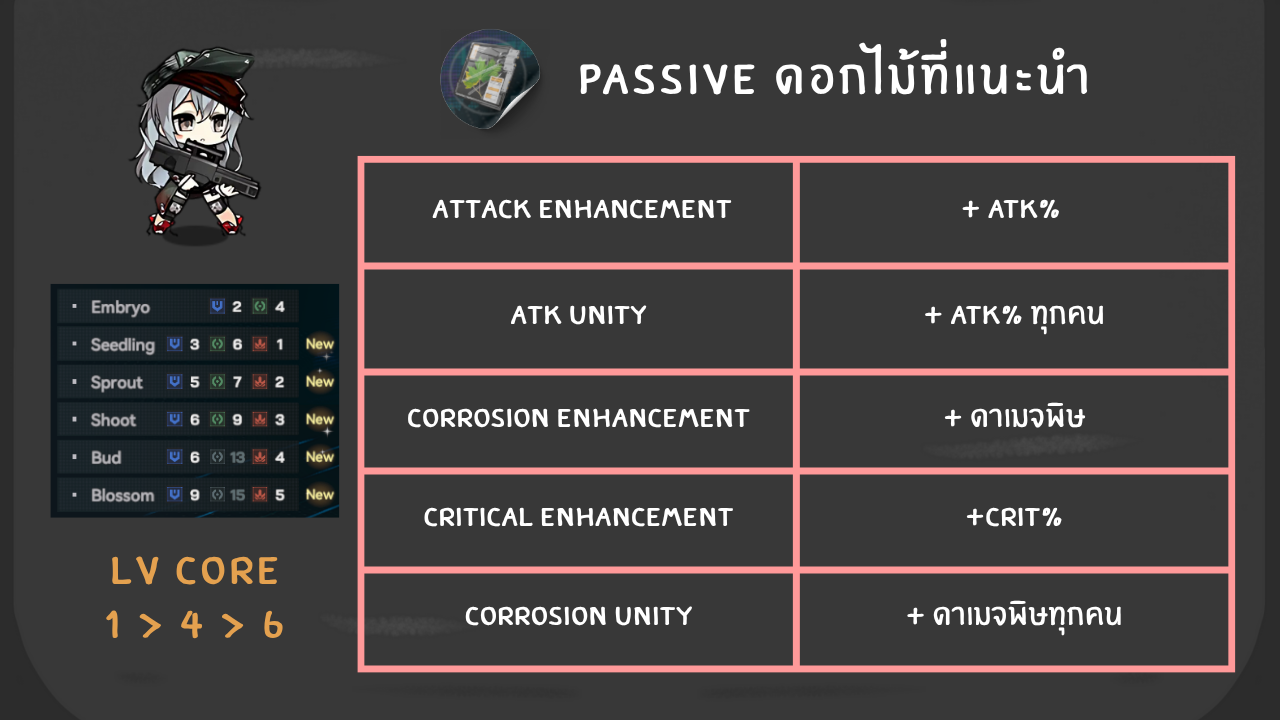 PASSIVE ดอกไม้ที่แนะนำ
ATTACK ENHANCEMENT + ATK%
ATK UNITY + ATK% ทุกคน
CORROSION ENHANCEMENT + ดาเมจพิษ
CRITICAL ENHANCEMENT +CRIT%
CORROSION UNITY + ดาเมจพิษทุกคน
Embryo 2 4
Seedling 3 6 1 New
Sprout 5 7 2 New
Shoot 6 9 3 New
Bud 6 13 4 New
Blossom 9 15 5 New
LV CORE
1 > 4 > 6